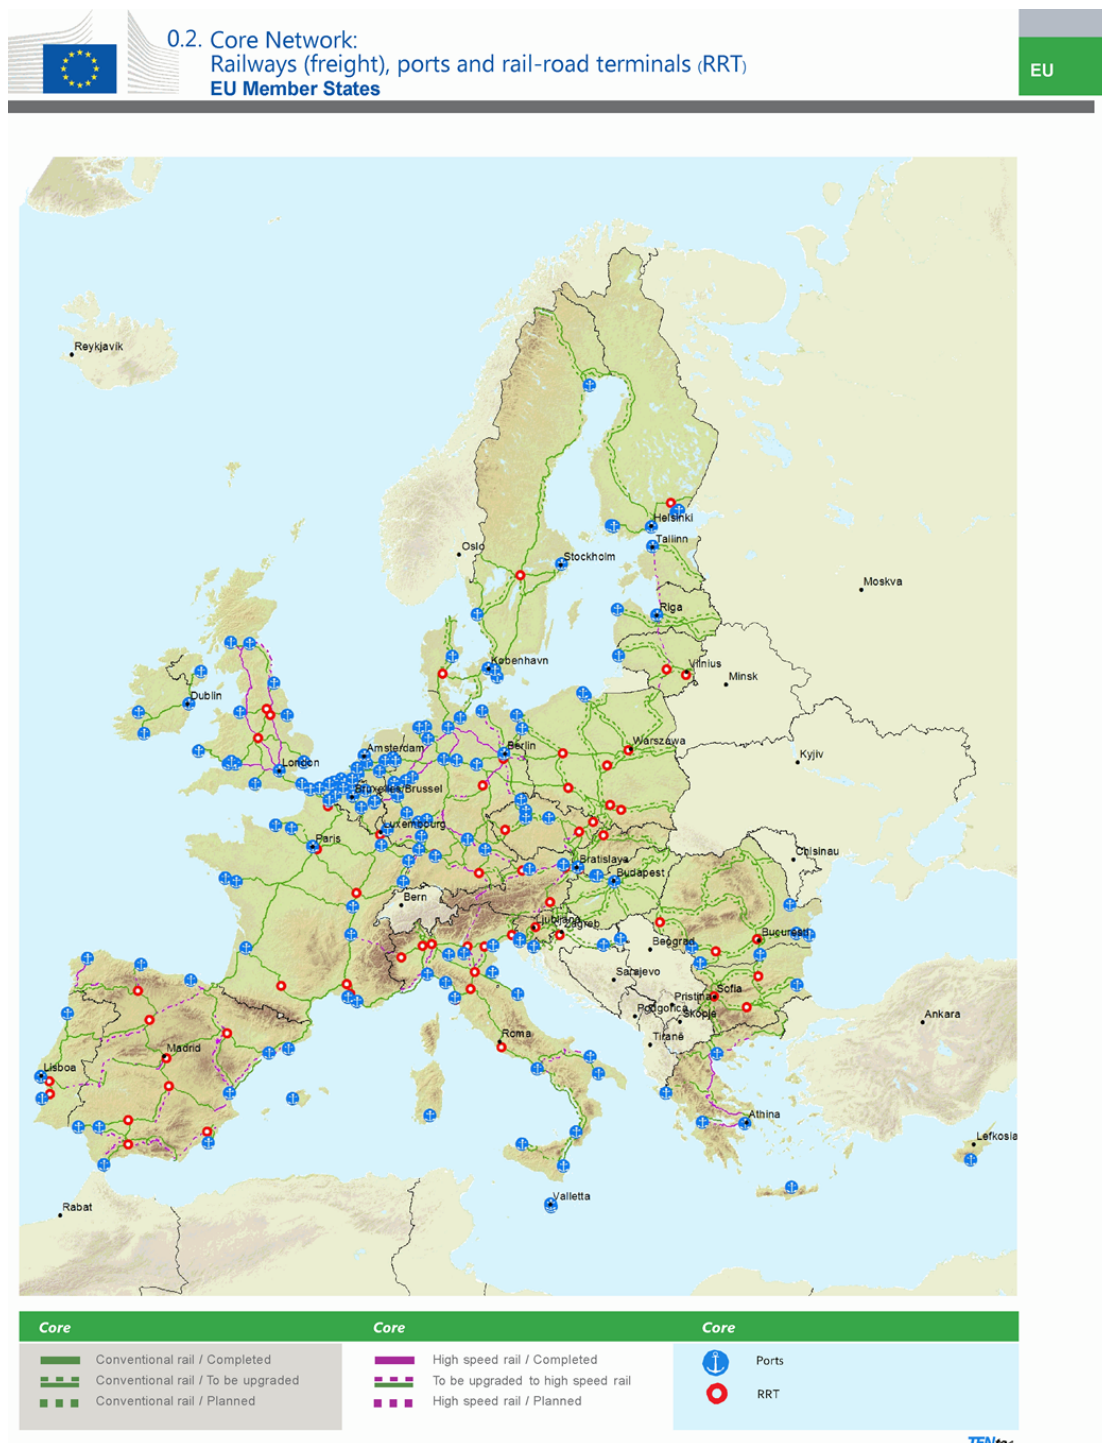 0.2. Core Network:
Railways (freight), ports and rail-road terminals (RRT)
EU Member States
EU
Reykjavik
Helsinki
Oslo
Tallinn
Stockholm
Moskva
Riga
København
Vilnius
Minsk
Dublin
Warszawa
Amsterdam
Berlin
Kyjiv
London
Bruxelles/Brussel
Luxembourg
Paris
Chisinau
Bratislava
Budapest
Bern
Ljubljana
Zagreb
Bucuresti
Beograd
Sarajevo
Sofia
Pristina
Podgorica
Skopje
Ankara
Roma
Tiranë
Madrid
Lisboa
Athina
Lefkosia
Valletta
Rabat
Core Core Core
Conventional rail / Completed High speed rail / Completed Ports
Conventional rail / To be upgraded To be upgraded to high speed rail
Conventional rail / Planned High speed rail / Planned RRT
TENtec